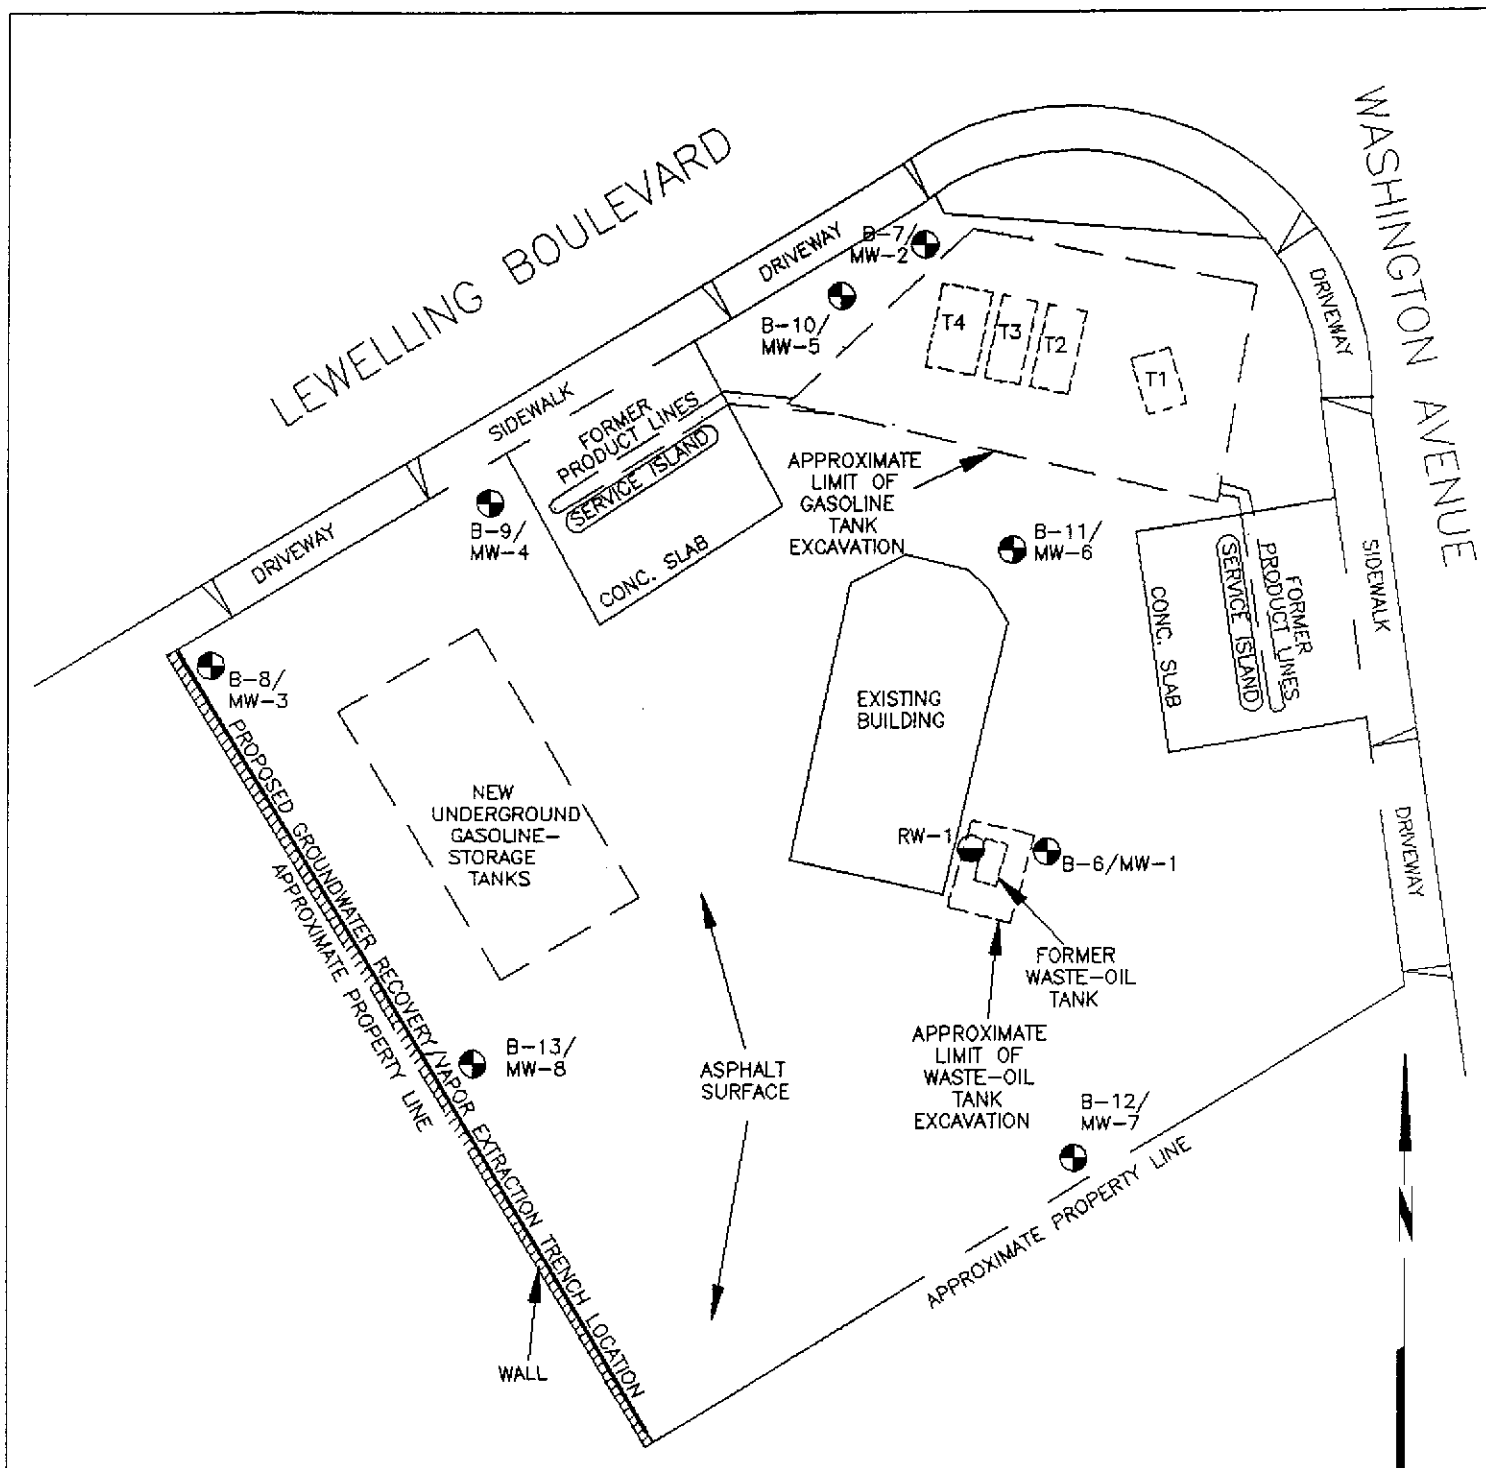 LEWELLING BOULEVARD
WASHINGTON AVENUE
DRIVEWAY
B-7/
MW-2
DRIVEWAY
B-10/
MW-5
T4
T3
T2
T1
SIDEWALK
FORMER
PRODUCT LINES
SERVICE ISLAND
CONC. SLAB
APPROXIMATE
LIMIT OF
GASOLINE
TANK
EXCAVATION
B-9/
MW-4
DRIVEWAY
B-11/
MW-6
SIDEWALK
FORMER
PRODUCT LINES
SERVICE ISLAND
CONC. SLAB
B-8/
MW-3
EXISTING
BUILDING
NEW
UNDERGROUND
GASOLINE-
STORAGE
TANKS
RW-1
B-6/MW-1
DRIVEWAY
FORMER
WASTE-OIL
TANK
PROPOSED GROUNDWATER RECOVERY/VAPOR EXTRACTION TRENCH LOCATION
APPROXIMATE PROPERTY LINE
B-13/
MW-8
ASPHALT
SURFACE
APPROXIMATE
LIMIT OF
WASTE-OIL
TANK
EXCAVATION
B-12/
MW-7
APPROXIMATE PROPERTY LINE
WALL
N